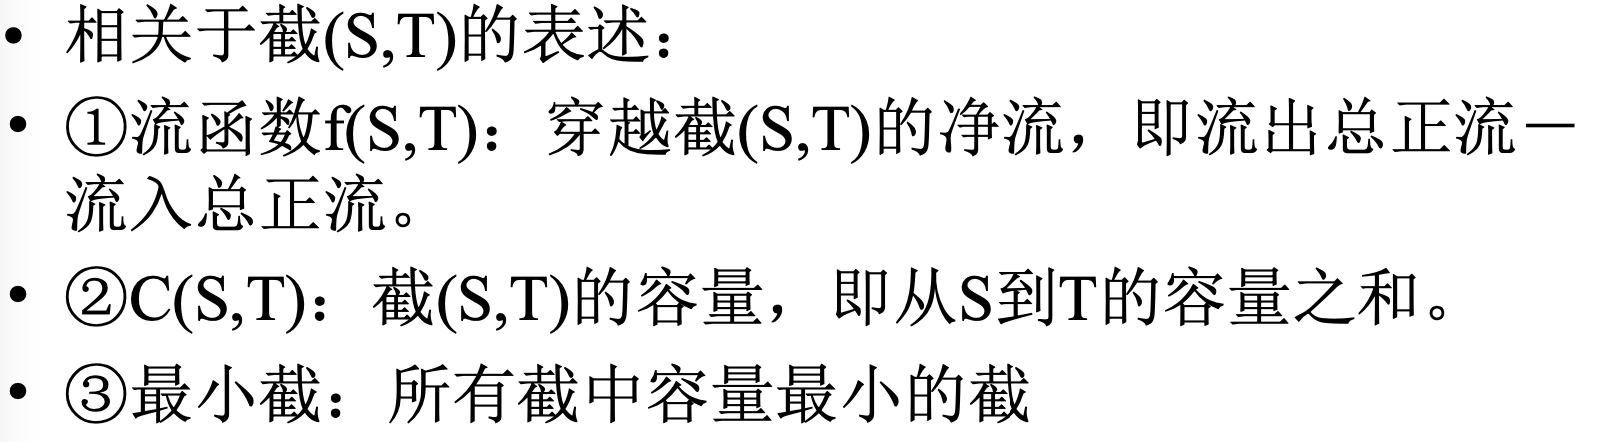 • 相关于截(S,T)的表述：
• ①流函数f(S,T)：穿越截(S,T)的净流，即流出总正流－
流入总正流。
• ②C(S,T)：截(S,T)的容量，即从S到T的容量之和。
• ③最小截：所有截中容量最小的截